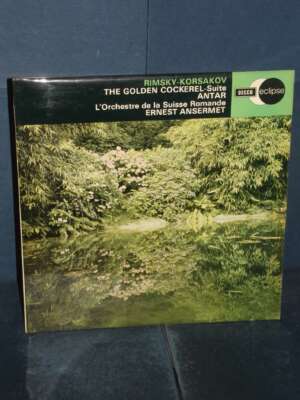 RIMSKY-KORSAKOV
THE GOLDEN COCKEREL-Suite
ANTAR
L'Orchestre de la Suisse Romande
ERNEST ANSERMET
DECCA eclipse